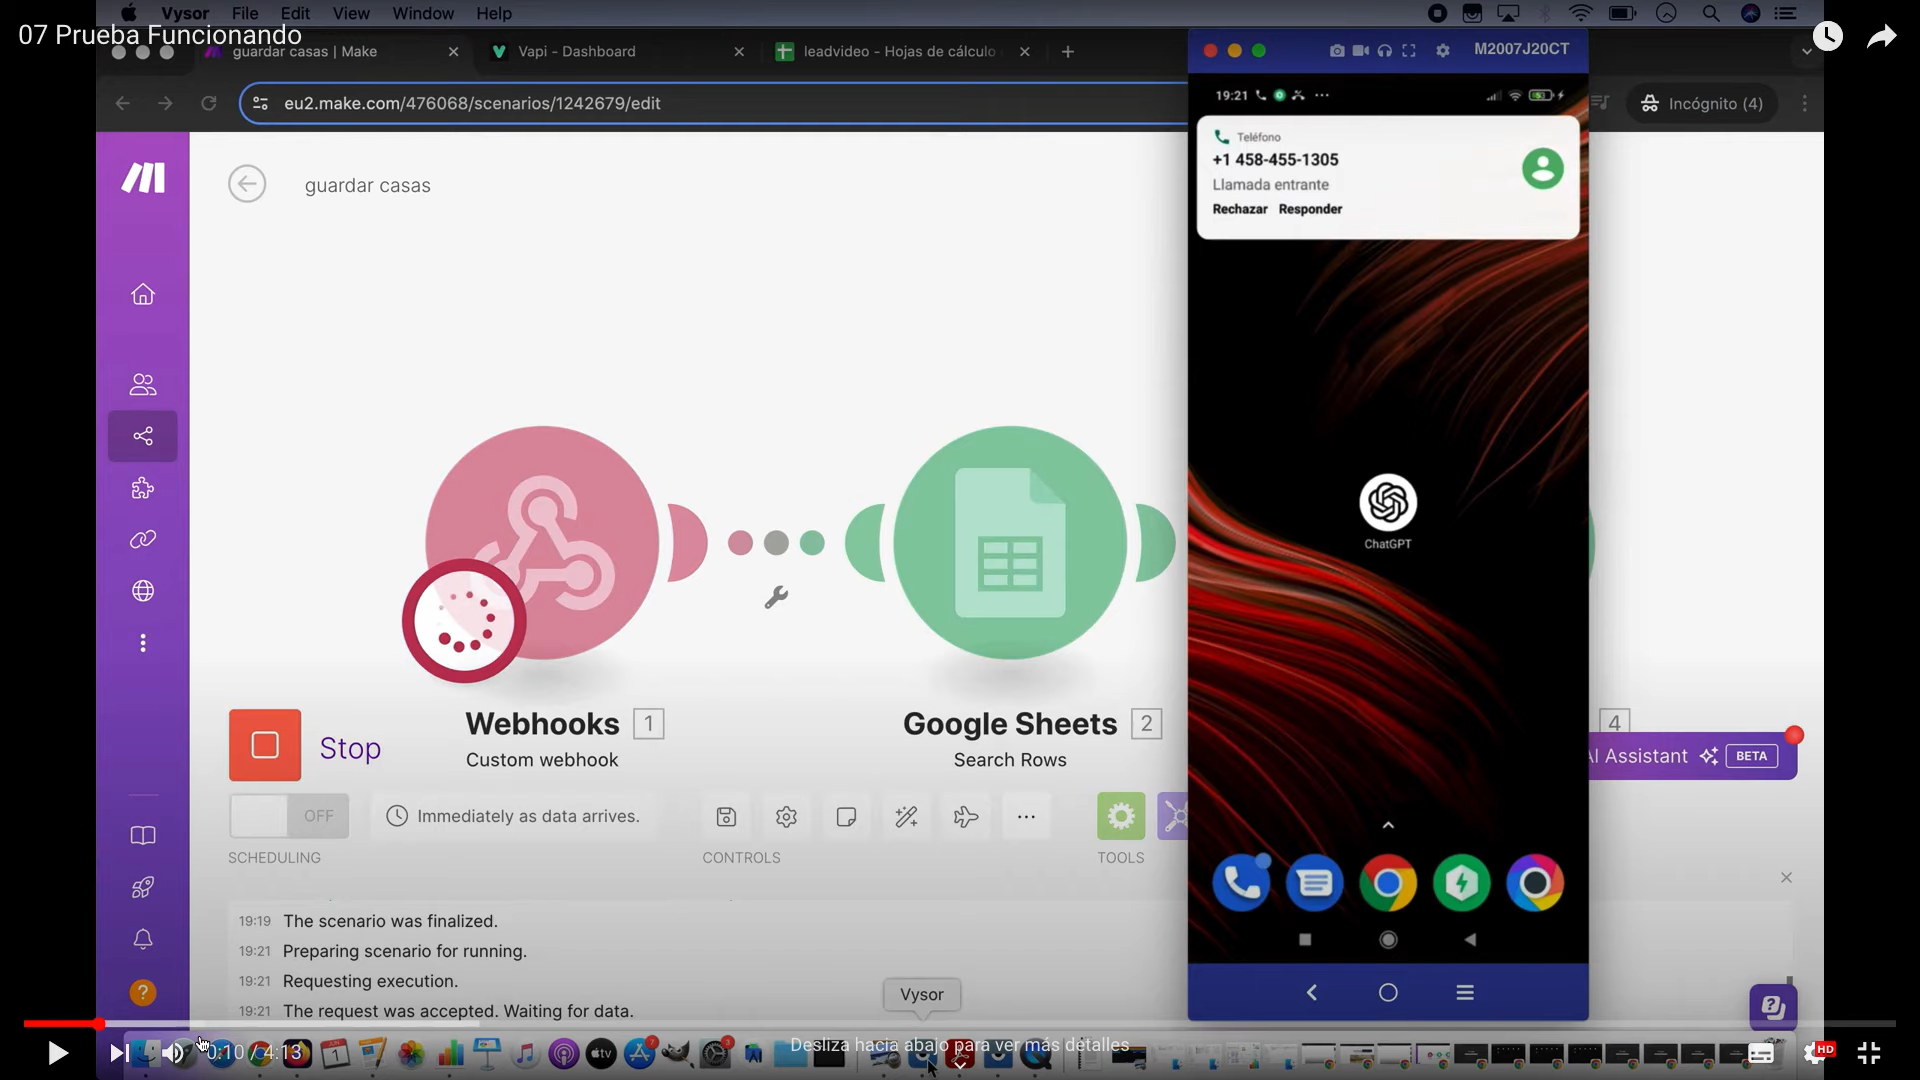 Vysor File Edit View Window Help
07 Prueba Funcionando
guardar casas | Make
Vapi - Dashboard
leadvideo - Hojas de cálculo
M2007J20CT
eu2.make.com/476068/scenarios/1242679/edit
Incógnito (4)
19:21
Teléfono
+1 458-455-1305
Llamada entrante
Rechazar Responder
guardar casas
ChatGPT
Webhooks 1
Custom webhook
Google Sheets 2
Search Rows
4
Stop
AI Assistant BETA
OFF
Immediately as data arrives.
SCHEDULING
CONTROLS
TOOLS
19:19 The scenario was finalized.
19:21 Preparing scenario for running.
19:21 Requesting execution.
19:21 The request was accepted. Waiting for data.
Vysor
0:10 / 4:13
Desliza hacia abajo para ver más detalles
HD